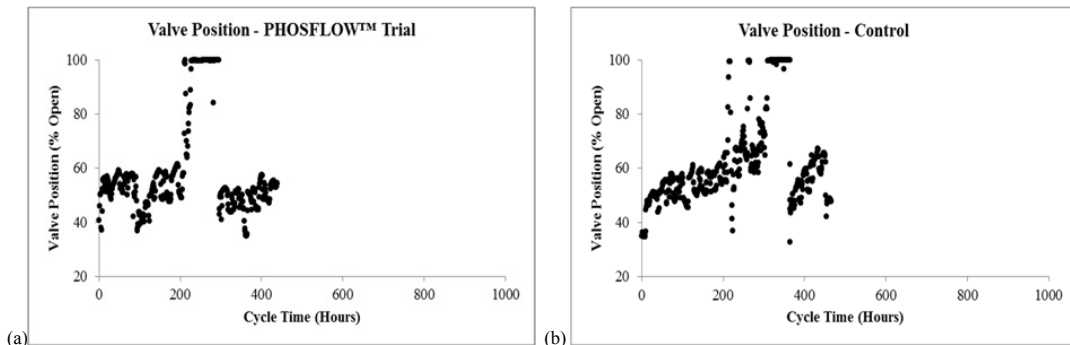 Valve Position - PHOSFLOW™ Trial
100
80
60
40
20
Valve Position (% Open)
0 200 400 600 800 1000
Cycle Time (Hours)
(a)
Valve Position - Control
100
80
60
40
20
Valve Position (% Open)
0 200 400 600 800 1000
Cycle Time (Hours)
(b)